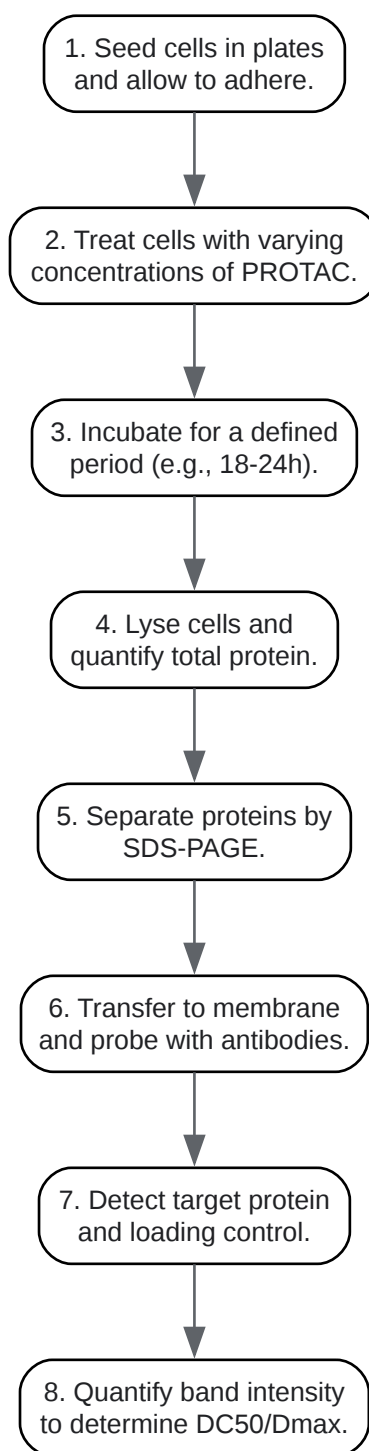 1. Seed cells in plates
and allow to adhere.
2. Treat cells with varying
concentrations of PROTAC.
3. Incubate for a defined
period (e.g., 18-24h).
4. Lyse cells and
quantify total protein.
5. Separate proteins by
SDS-PAGE.
6. Transfer to membrane
and probe with antibodies.
7. Detect target protein
and loading control.
8. Quantify band intensity
to determine DC50/Dmax.